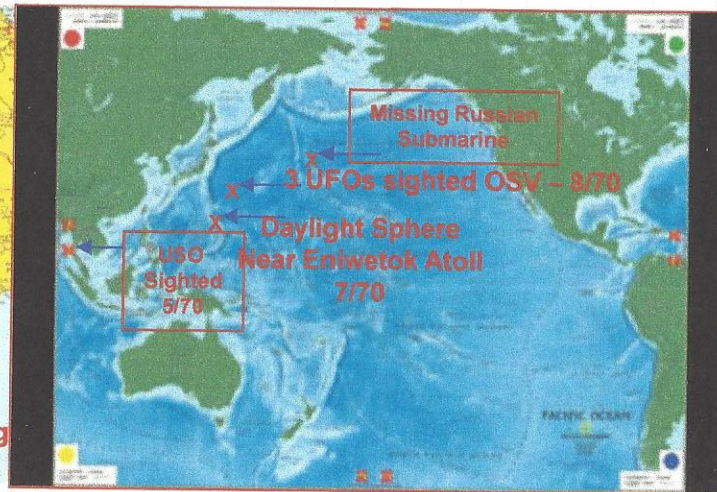 Missing Russian
Submarine
X
X 3 UFOs sighted OSV – 8/70
X Daylight Sphere
Near Eniwetok Atoll
7/70
USO
Sighted
5/70
PACIFIC OCEAN
g